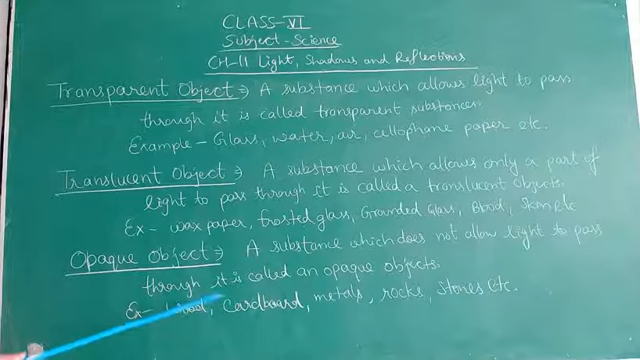 CLASS-VI
Subject-Science
CH-11 Light, Shadows and Reflections
Transparent Object ⇒ A substance which allows light to pass
through it is called transparent substances.
Example - Glass, water, air, cellophane paper etc.
Translucent Object ⇒ A substance which allows only a part of
light to pass through it is called a translucent objects.
Ex- wax paper, frosted glass, Grounded Glass, Blood, Skin etc
Opaque Object ⇒ A substance which does not allow light to pass
through it is called an opaque objects.
Ex- wood, cardboard, metals, rocks, stones etc.